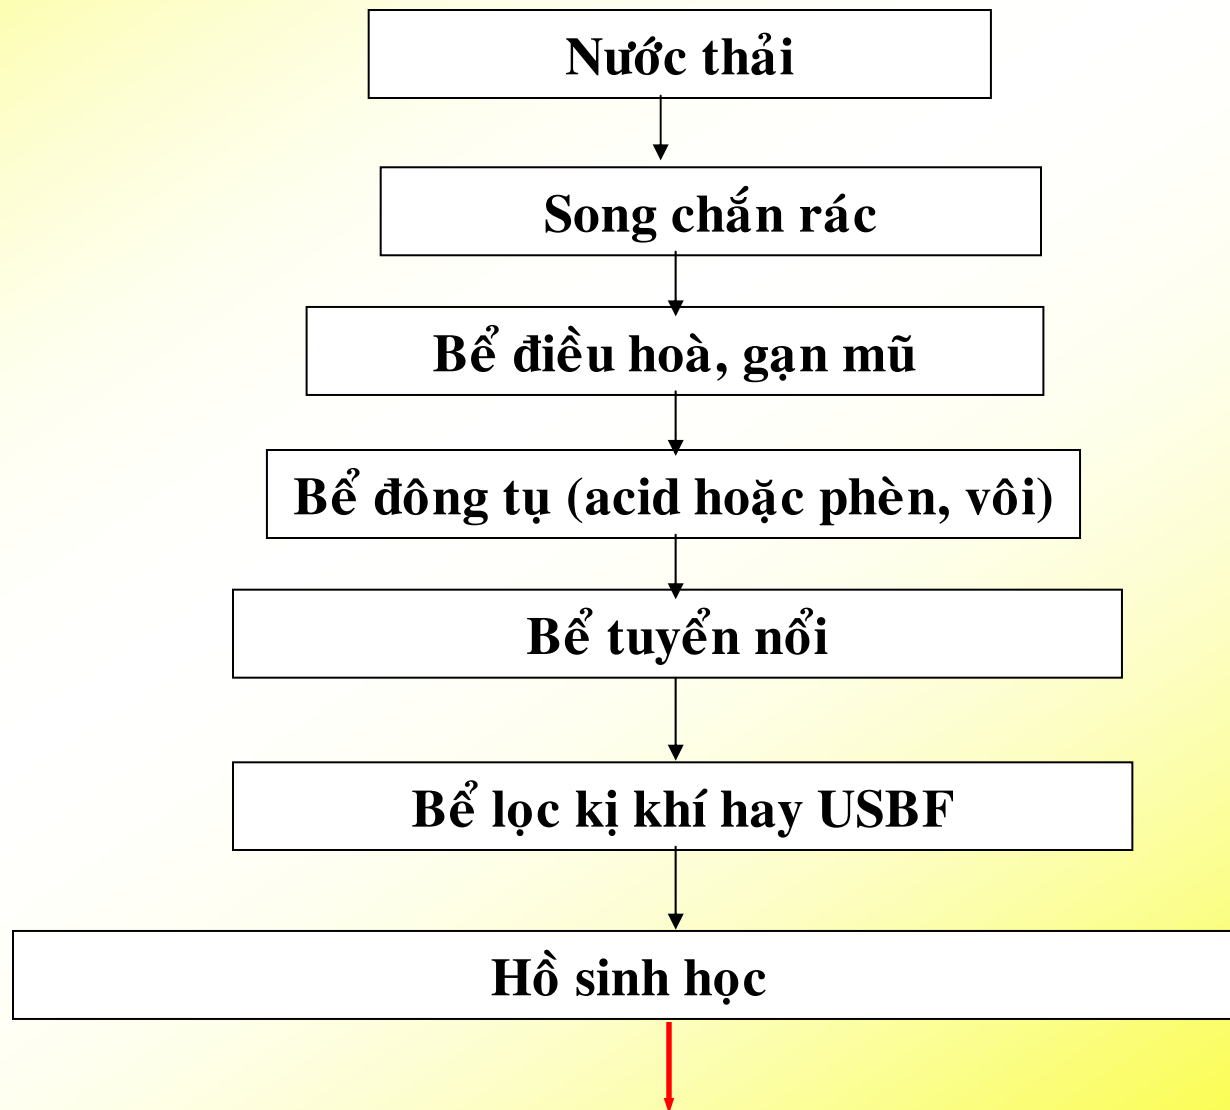 Nước thải
Song chắn rác
Bể điều hoà, gạn mũ
Bể đông tụ (acid hoặc phèn, vôi)
Bể tuyển nổi
Bể lọc kị khí hay USBF
Hồ sinh học